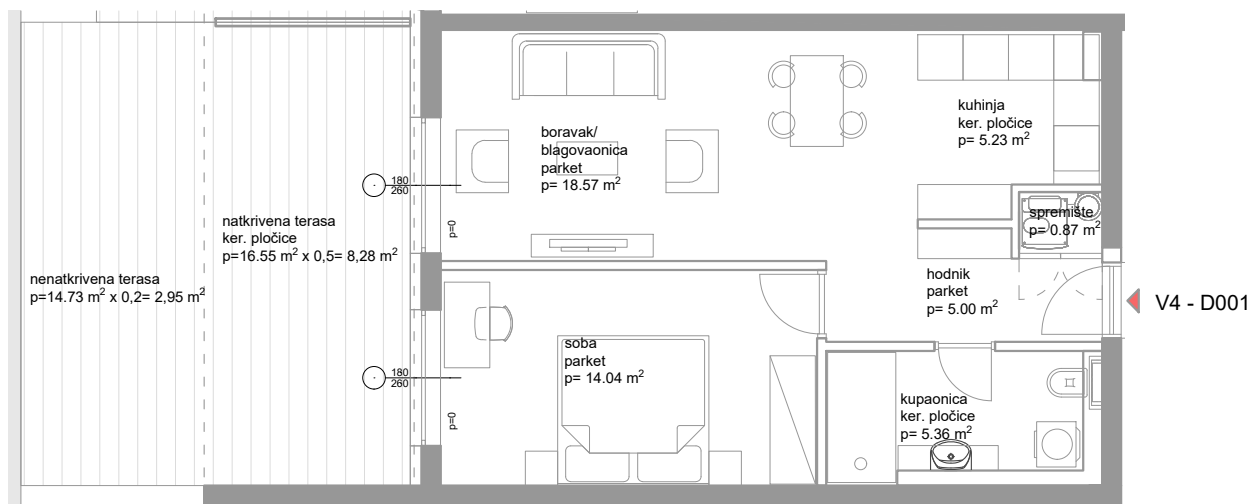 nenatkrivena terasa
p=14.73 m² x 0,2= 2,95 m²
natkrivena terasa
ker. pločice
p=16.55 m² x 0,5= 8,28 m²
180
260
p=0
180
260
p=0
boravak/
blagovaonica
parket
p= 18.57 m²
kuhinja
ker. pločice
p= 5.23 m²
spremište
p= 0.87 m²
hodnik
parket
p= 5.00 m²
V4 - D001
soba
parket
p= 14.04 m²
kupaonica
ker. pločice
p= 5.36 m²